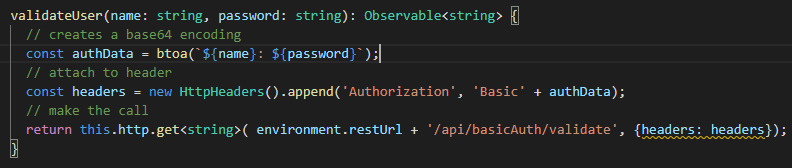 validateUser(name: string, password: string): Observable<string> {
// creates a base64 encoding
const authData = btoa(`${name}: ${password}`);
// attach to header
const headers = new HttpHeaders().append('Authorization', 'Basic' + authData);
// make the call
return this.http.get<string>( environment.restUrl + '/api/basicAuth/validate', {headers: headers});
}